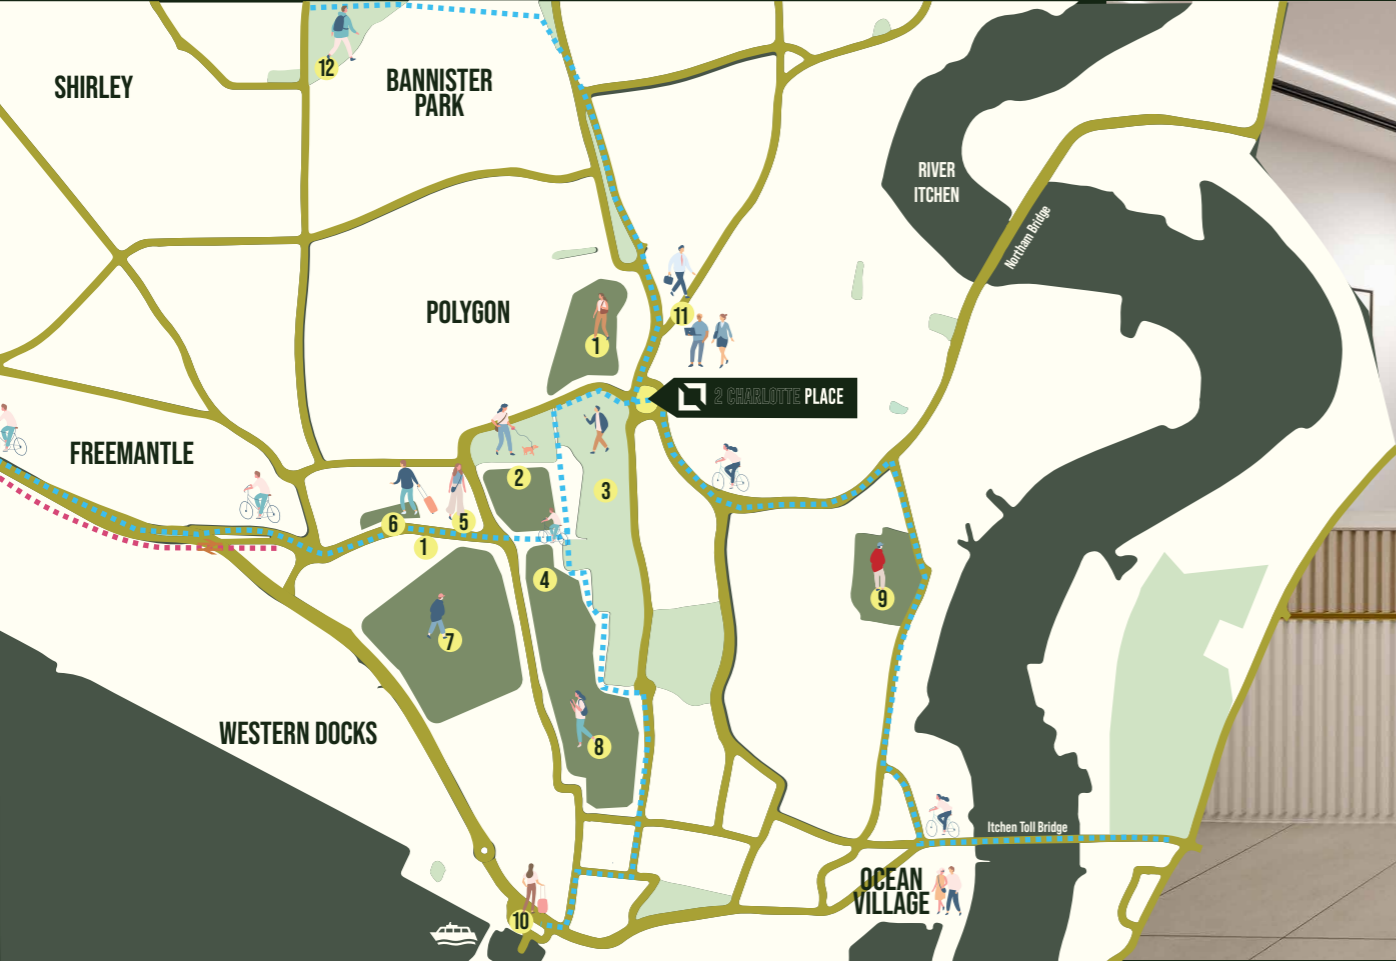 12
SHIRLEY
BANNISTER
PARK
RIVER
ITCHEN
Northam Bridge
POLYGON
11
1
2 CHARLOTTE PLACE
FREEMANTLE
2
3
6
5
1
4
9
7
WESTERN DOCKS
8
Itchen Toll Bridge
OCEAN
VILLAGE
10